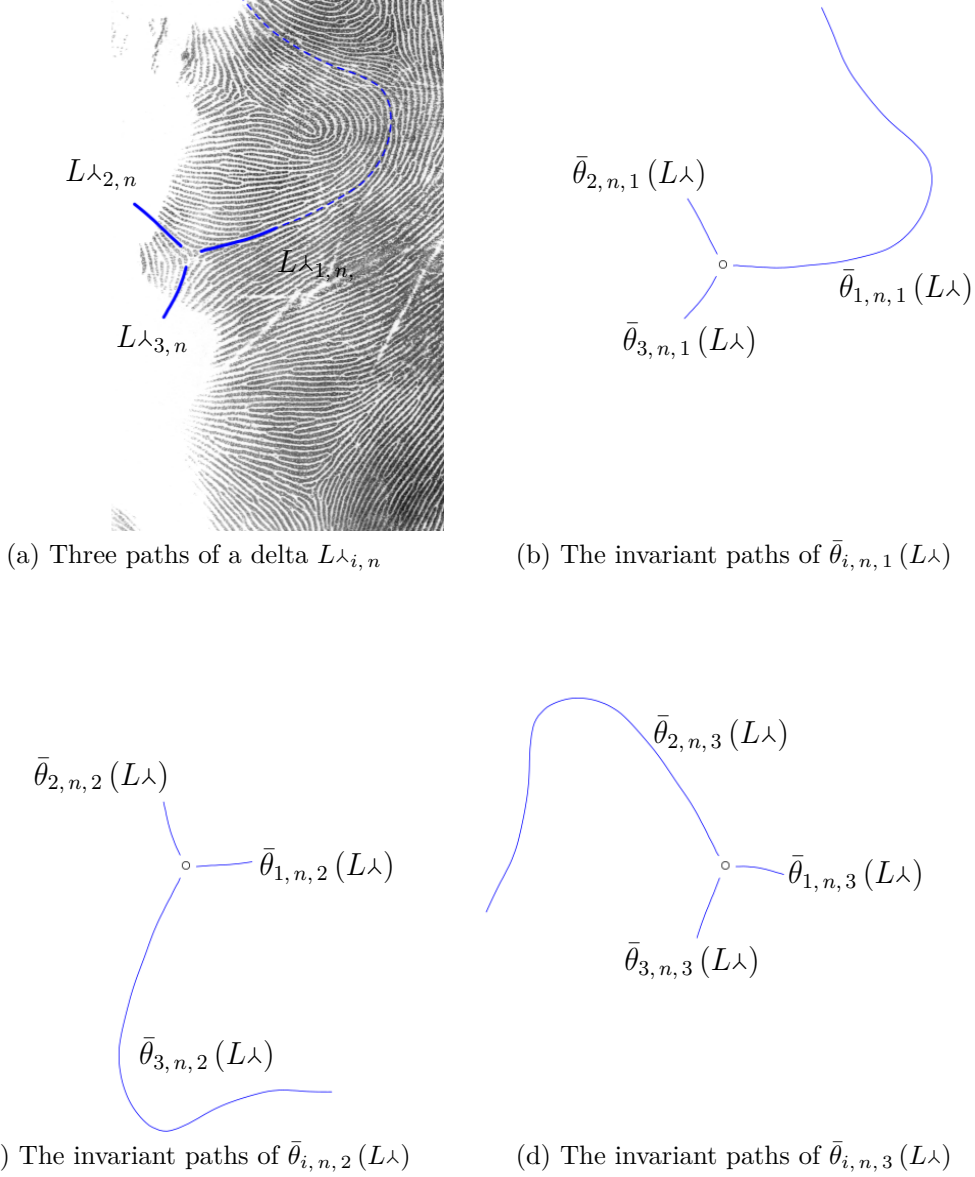 L⅄₂,ₙ
L⅄₁,ₙ,
L⅄₃,ₙ
(a) Three paths of a delta L⅄ᵢ,ₙ
θ̄₂,ₙ,₁ (L⅄)
θ̄₁,ₙ,₁ (L⅄)
θ̄₃,ₙ,₁ (L⅄)
(b) The invariant paths of θ̄ᵢ,ₙ,₁ (L⅄)
θ̄₂,ₙ,₂ (L⅄)
θ̄₁,ₙ,₂ (L⅄)
θ̄₃,ₙ,₂ (L⅄)
) The invariant paths of θ̄ᵢ,ₙ,₂ (L⅄)
θ̄₂,ₙ,₃ (L⅄)
θ̄₁,ₙ,₃ (L⅄)
θ̄₃,ₙ,₃ (L⅄)
(d) The invariant paths of θ̄ᵢ,ₙ,₃ (L⅄)